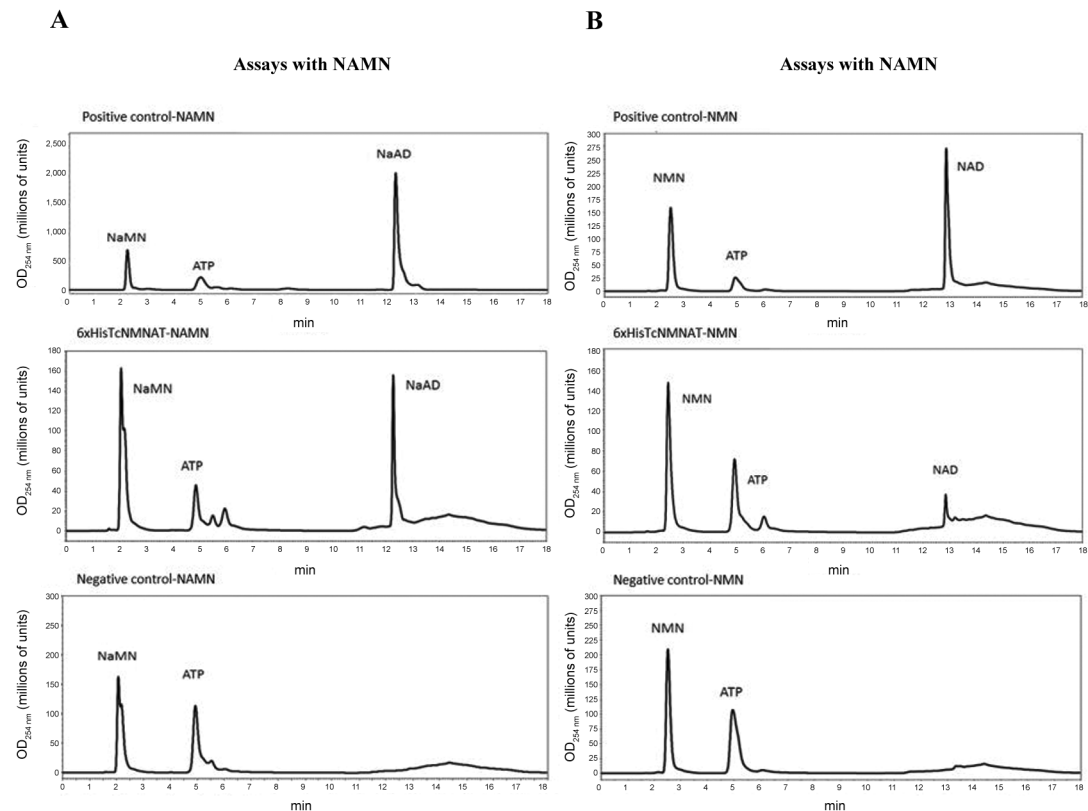 A
Assays with NAMN
Positive control-NAMN
OD254 nm (millions of units)
2,500
2,000
1,500
1,000
500
0
NaMN
ATP
NaAD
0 1 2 3 4 5 6 7 8 9 10 11 12 13 14 15 16 17 18
min
6xHisTcNMNAT-NAMN
OD254 nm (millions of units)
180
160
140
120
100
80
60
40
20
0
NaMN
ATP
NaAD
0 1 2 3 4 5 6 7 8 9 10 11 12 13 14 15 16 17 18
min
Negative control-NAMN
OD254 nm (millions of units)
300
250
200
150
100
50
0
NaMN
ATP
0 1 2 3 4 5 6 7 8 9 10 11 12 13 14 15 16 17 18
min
B
Assays with NAMN
Positive control-NMN
OD254 nm (millions of units)
300
275
250
225
200
175
150
125
100
75
50
25
0
NMN
ATP
NAD
0 1 2 3 4 5 6 7 8 9 10 11 12 13 14 15 16 17 18
min
6xHisTcNMNAT-NMN
OD254 nm (millions of units)
180
160
140
120
100
80
60
40
20
0
NMN
ATP
NAD
0 1 2 3 4 5 6 7 8 9 10 11 12 13 14 15 16 17 18
min
Negative control-NMN
OD254 nm (millions of units)
300
275
250
225
200
175
150
125
100
75
50
25
0
NMN
ATP
0 1 2 3 4 5 6 7 8 9 10 11 12 13 14 15 16 17 18
min